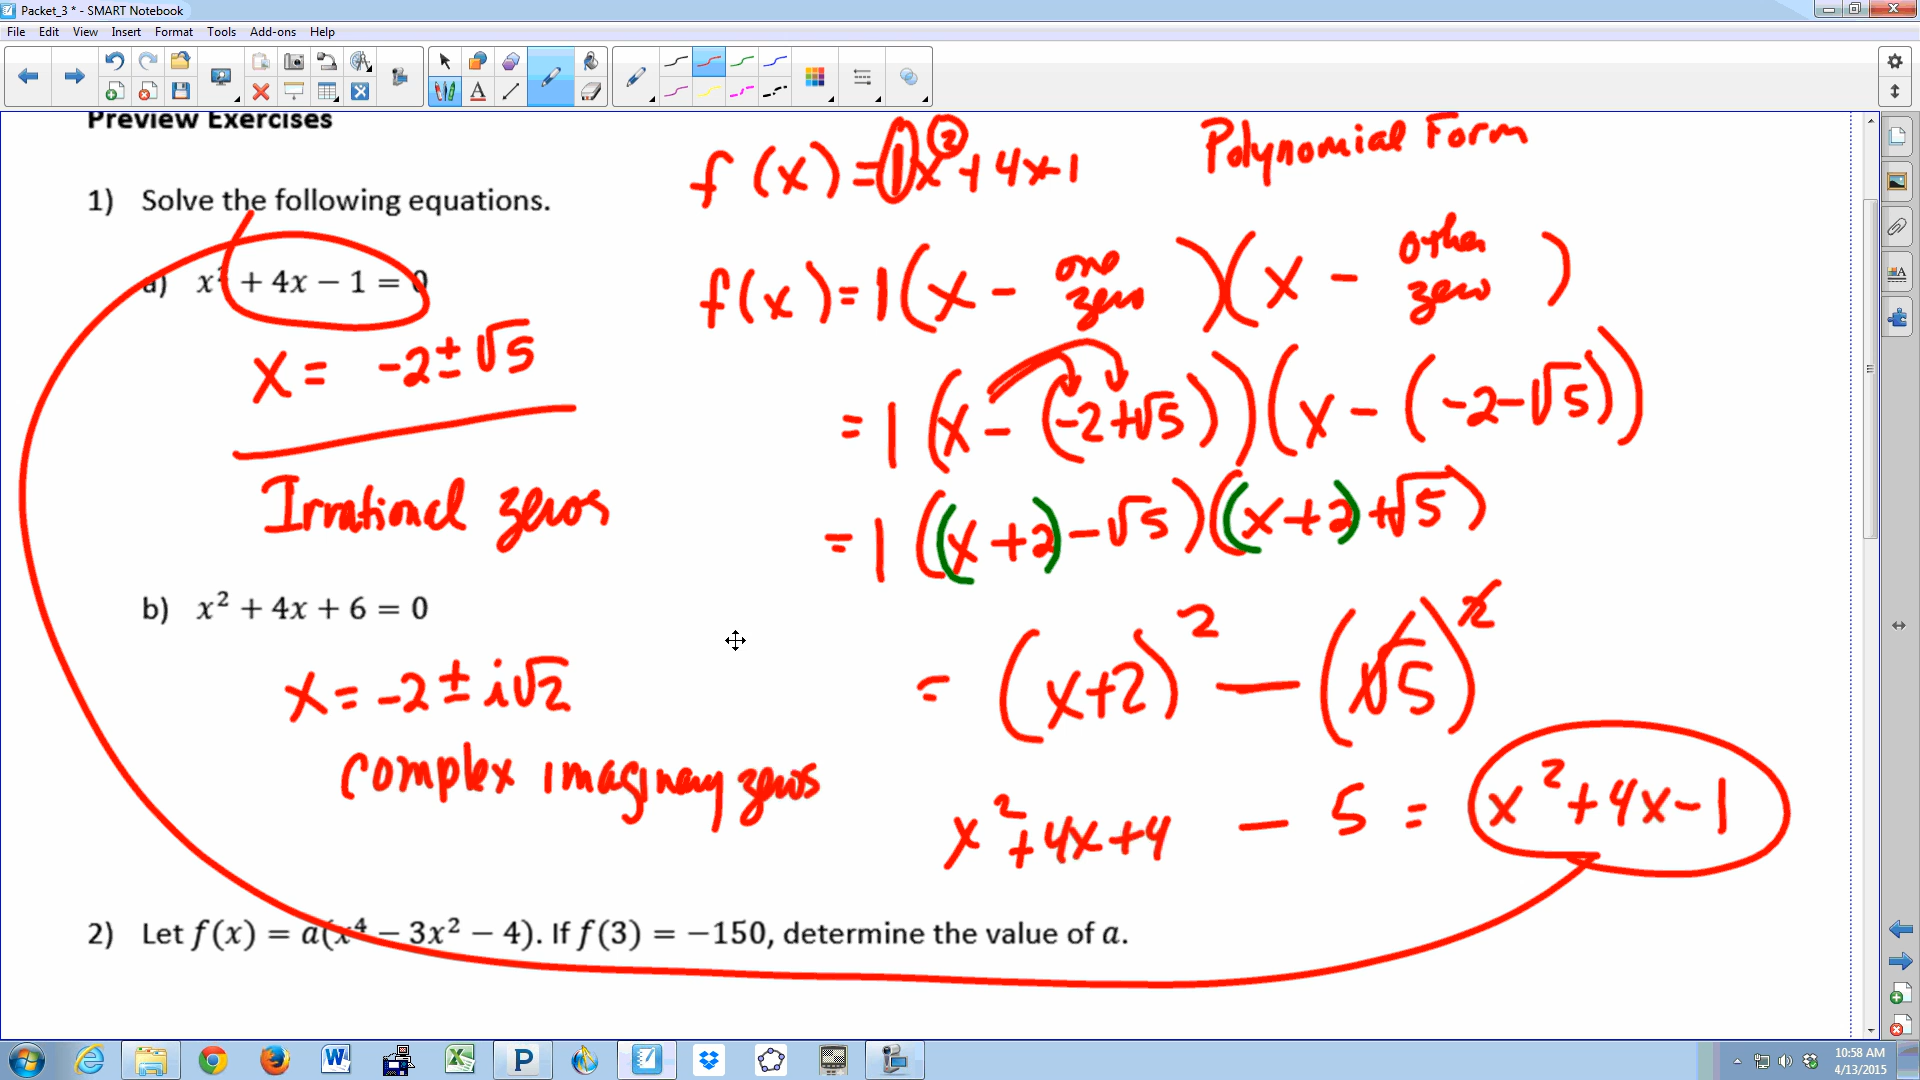 Packet_3 * - SMART Notebook
File Edit View Insert Format Tools Add-ons Help
Preview Exercises
1) Solve the following equations.
a) x² + 4x − 1 = 0
x = -2 ± √5
Irrational zeros
b) x² + 4x + 6 = 0
x = -2 ± i√2
complex imaginary zeros
2) Let f(x) = a(x⁴ − 3x² − 4). If f(3) = −150, determine the value of a.
Polynomial Form
f(x) = 1x² + 4x - 1
f(x) = 1(x - one zero)(x - other zero)
= 1(x - (-2+√5))(x - (-2-√5))
= 1((x+2) - √5)((x+2) + √5)
= (x+2)² - (√5)²
x² + 4x + 4 - 5 = x² + 4x - 1
10:58 AM
4/13/2015